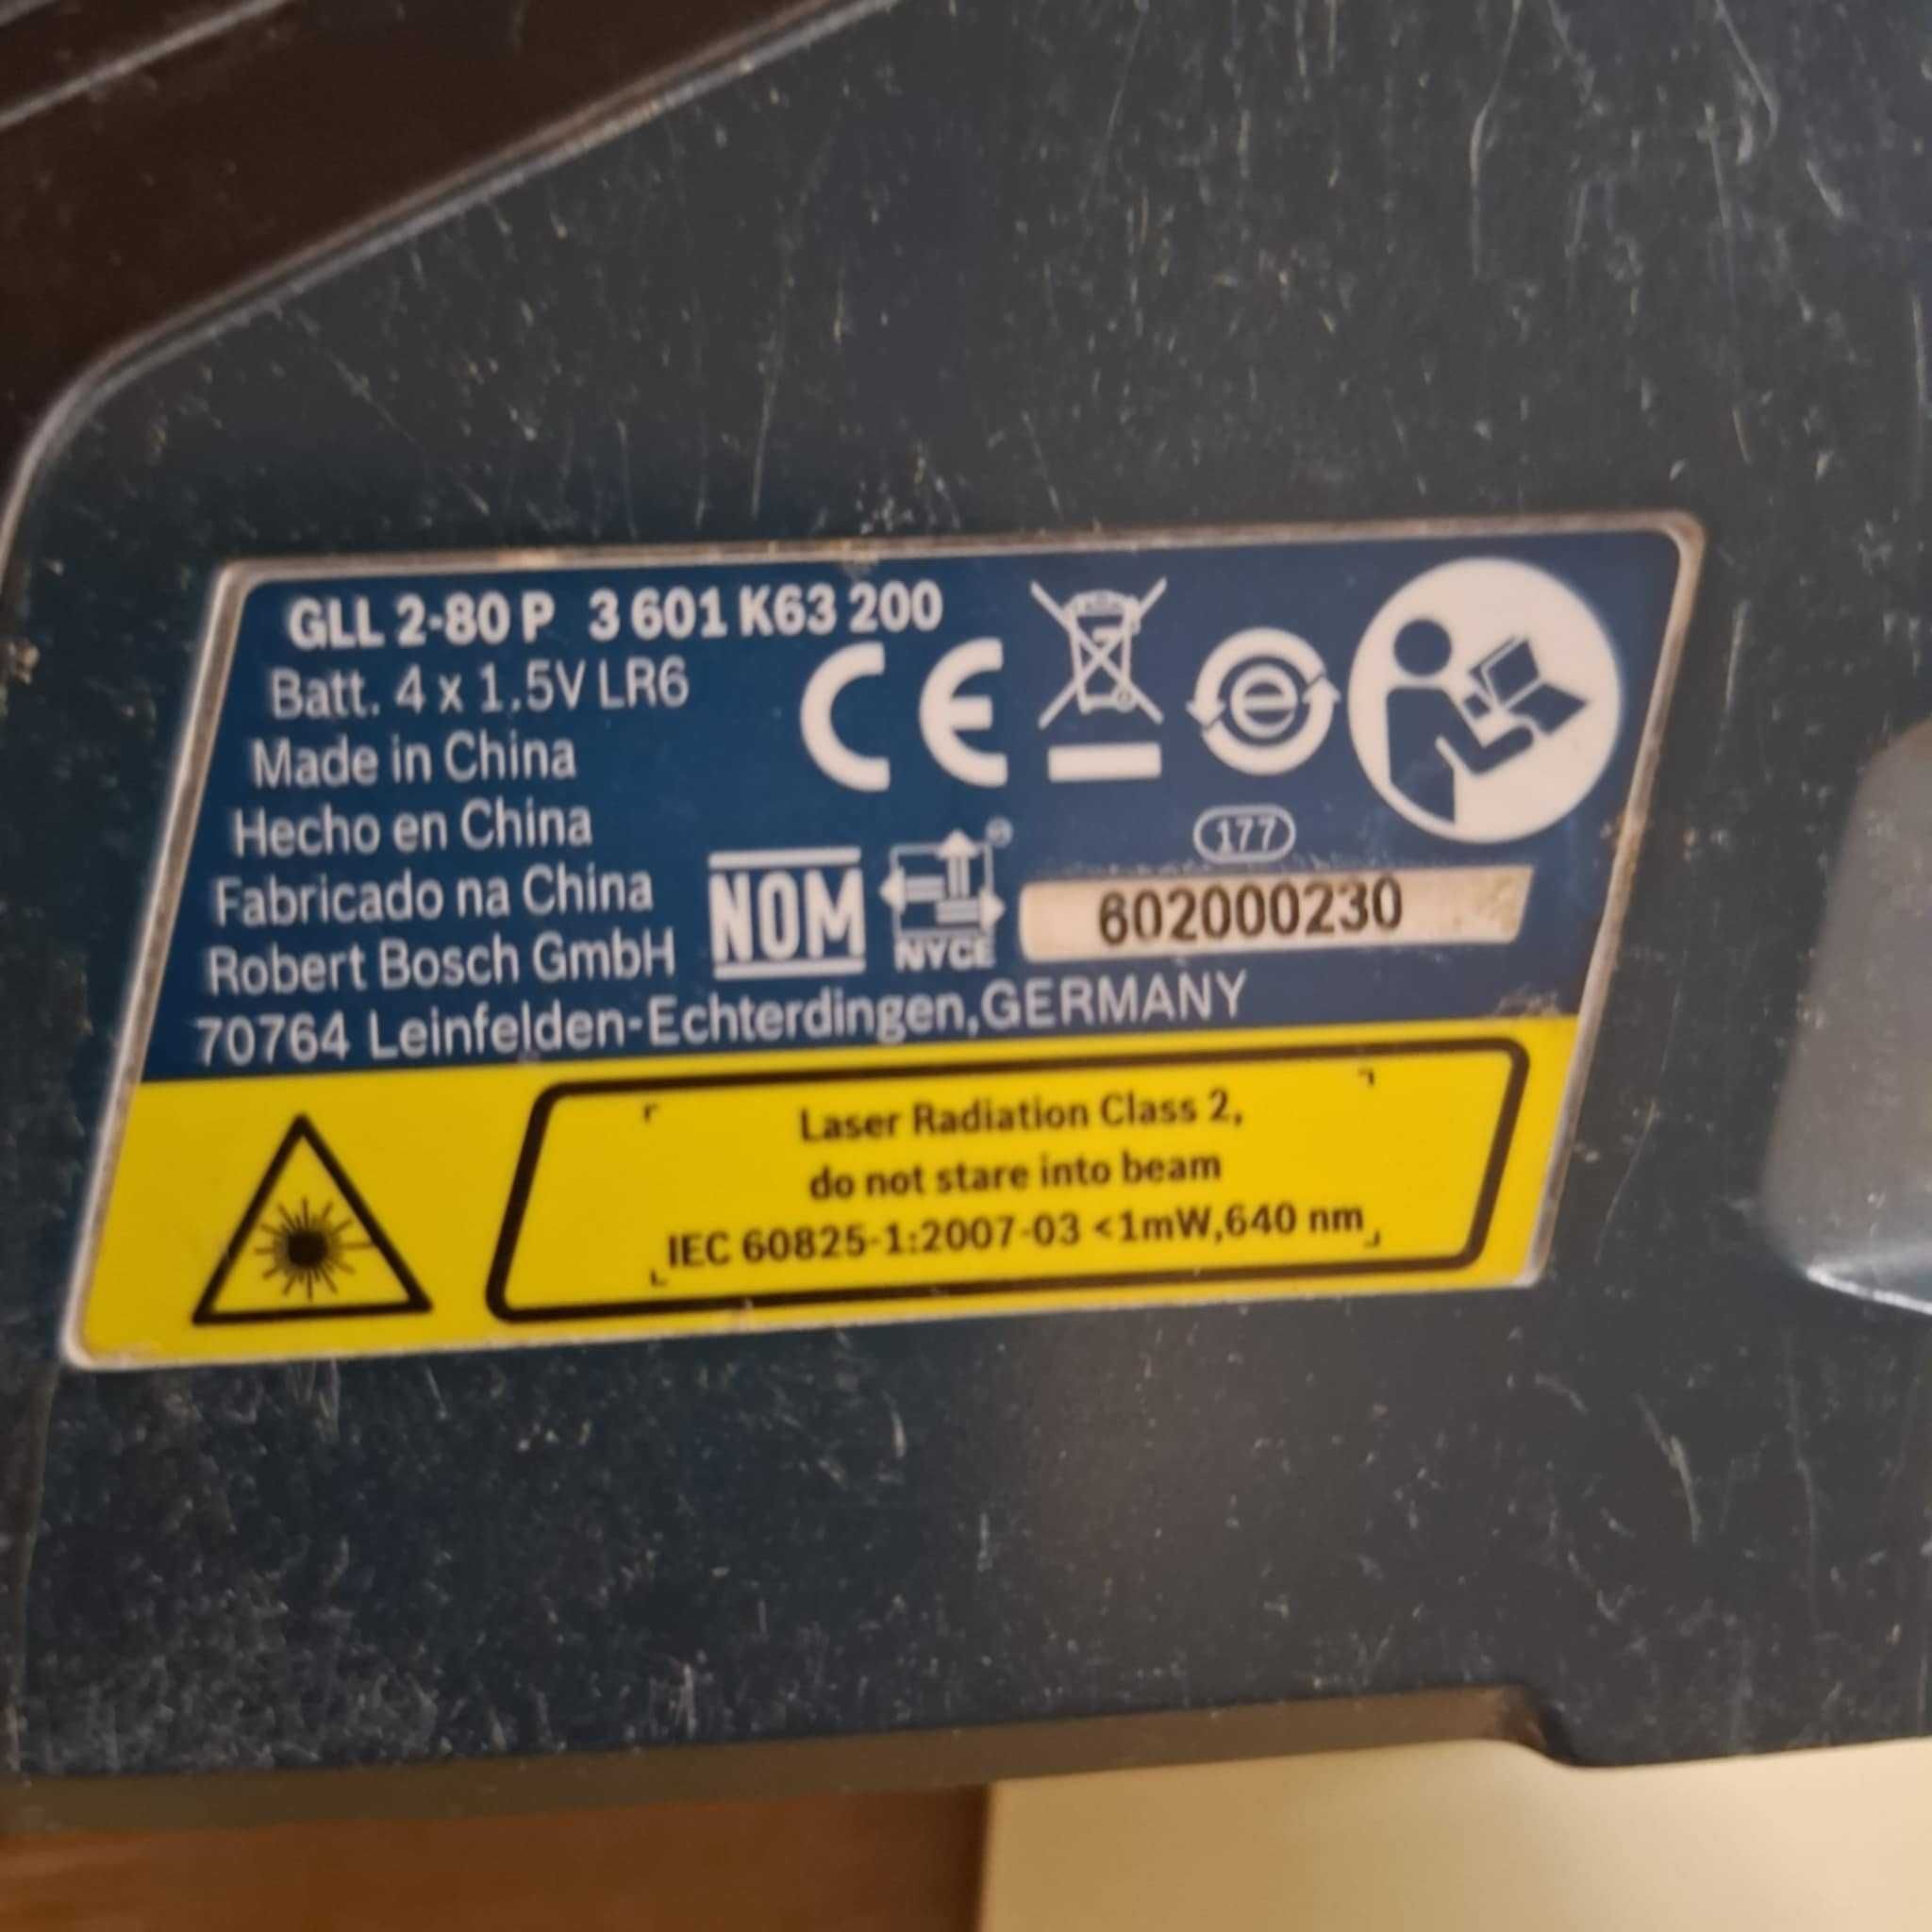 GLL 2-80 P 3 601 K63 200
Batt. 4 x 1.5V LR6
Made in China
Hecho en China
Fabricado na China
Robert Bosch GmbH
70764 Leinfelden-Echterdingen,GERMANY
CE
e
177
NOM
NYCE
®
602000230
Laser Radiation Class 2,
do not stare into beam
IEC 60825-1:2007-03 <1mW,640 nm